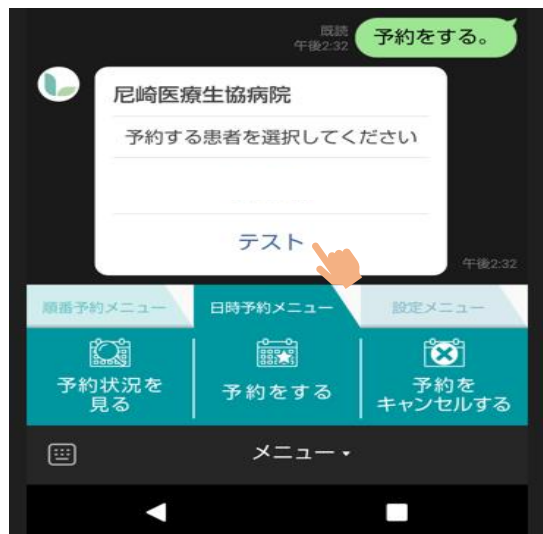 既読
午後2:32
予約をする。
尼崎医療生協病院
予約する患者を選択してください
テスト
午後2:32
順番予約メニュー
日時予約メニュー
設定メニュー
予約状況を
見る
予約をする
予約を
キャンセルする
メニュー